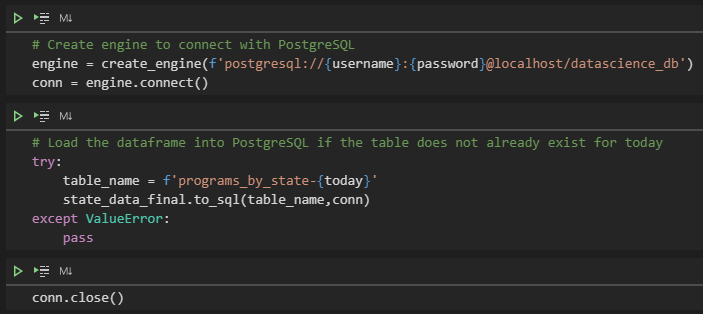 M↓
# Create engine to connect with PostgreSQL
engine = create_engine(f'postgresql://{username}:{password}@localhost/datascience_db')
conn = engine.connect()
M↓
# Load the dataframe into PostgreSQL if the table does not already exist for today
try:
    table_name = f'programs_by_state-{today}'
    state_data_final.to_sql(table_name,conn)
except ValueError:
    pass
M↓
conn.close()